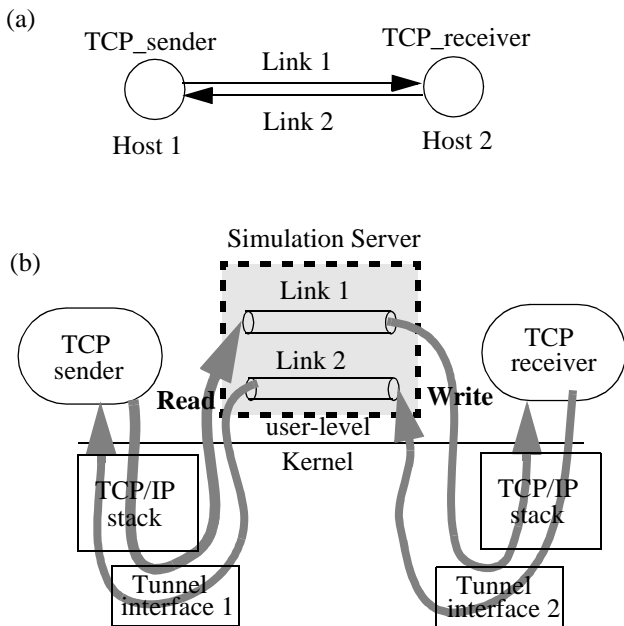 (a)
TCP_sender
TCP_receiver
Link 1
Link 2
Host 1
Host 2
Simulation Server
(b)
Link 1
TCP
sender
TCP
receiver
Link 2
Read
Write
user-level
Kernel
TCP/IP
stack
TCP/IP
stack
Tunnel
interface 1
Tunnel
interface 2